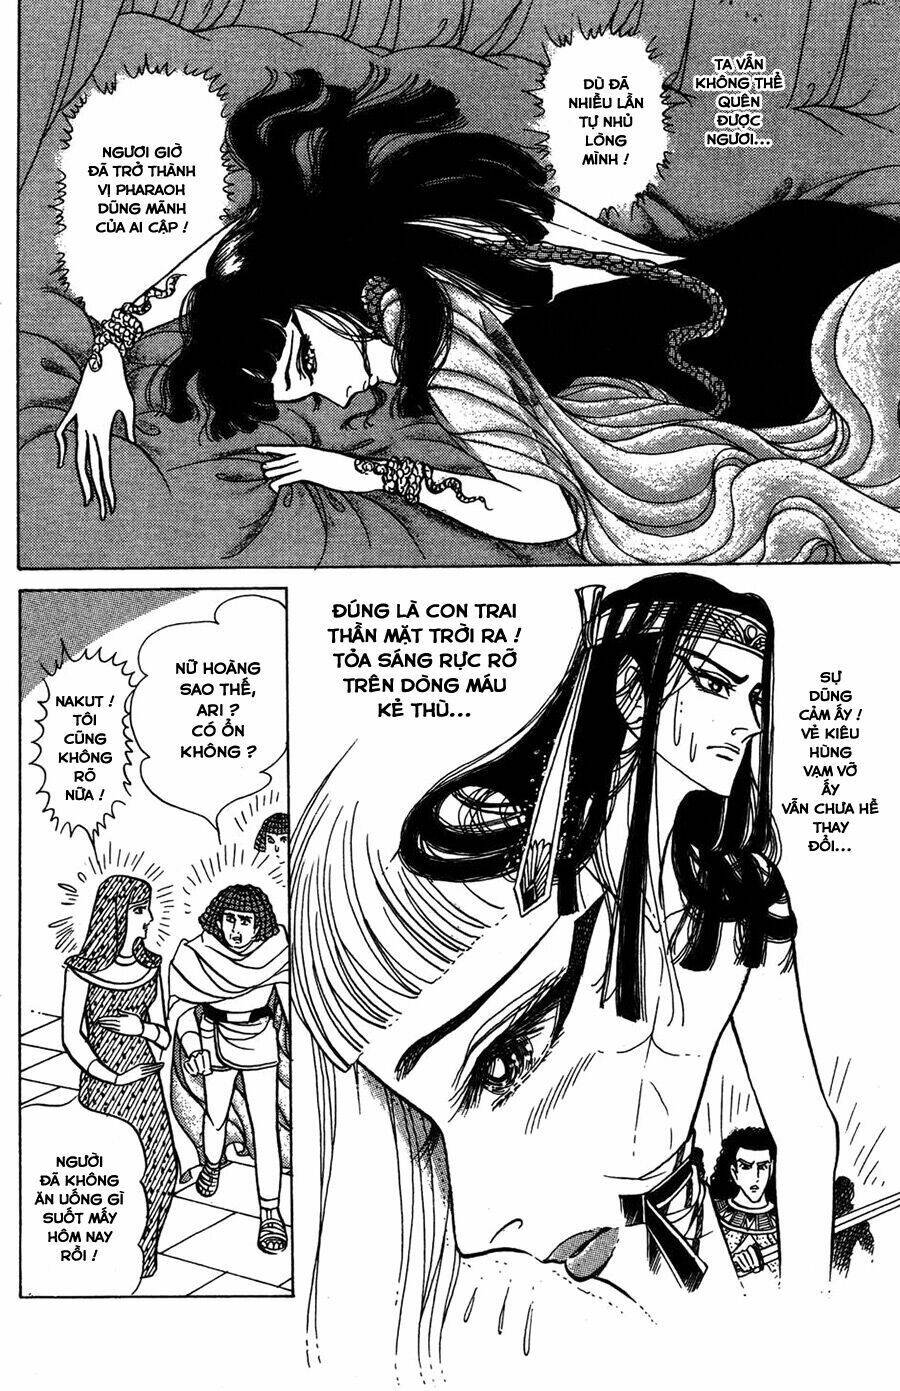 TA VẪN
KHÔNG THỂ
QUÊN
ĐƯỢC
NGƯƠI...
DÙ ĐÃ
NHIỀU LẦN
TỰ NHỦ
LÒNG
MÌNH !
NGƯƠI GIỜ
ĐÃ TRỞ THÀNH
VỊ PHARAOH
DŨNG MÃNH
CỦA AI CẬP !
SỰ
DŨNG
CẢM ẤY !
VẺ KIÊU
HÙNG
VẠM VỠ
ẤY
VẪN CHƯA HỀ
THAY
ĐỔI...
ĐÚNG LÀ CON TRAI
THẦN MẶT TRỜI RA !
TỎA SÁNG RỰC RỠ
TRÊN DÒNG MÁU
KẺ THÙ...
NỮ HOÀNG
SAO THẾ,
ARI ?
CÓ ỔN
KHÔNG ?
NAKUT !
TÔI
CŨNG
KHÔNG
RÕ
NỮA !
NGƯỜI
ĐÃ KHÔNG
ĂN UỐNG GÌ
SUỐT MẤY
HÔM NAY
RỒI !